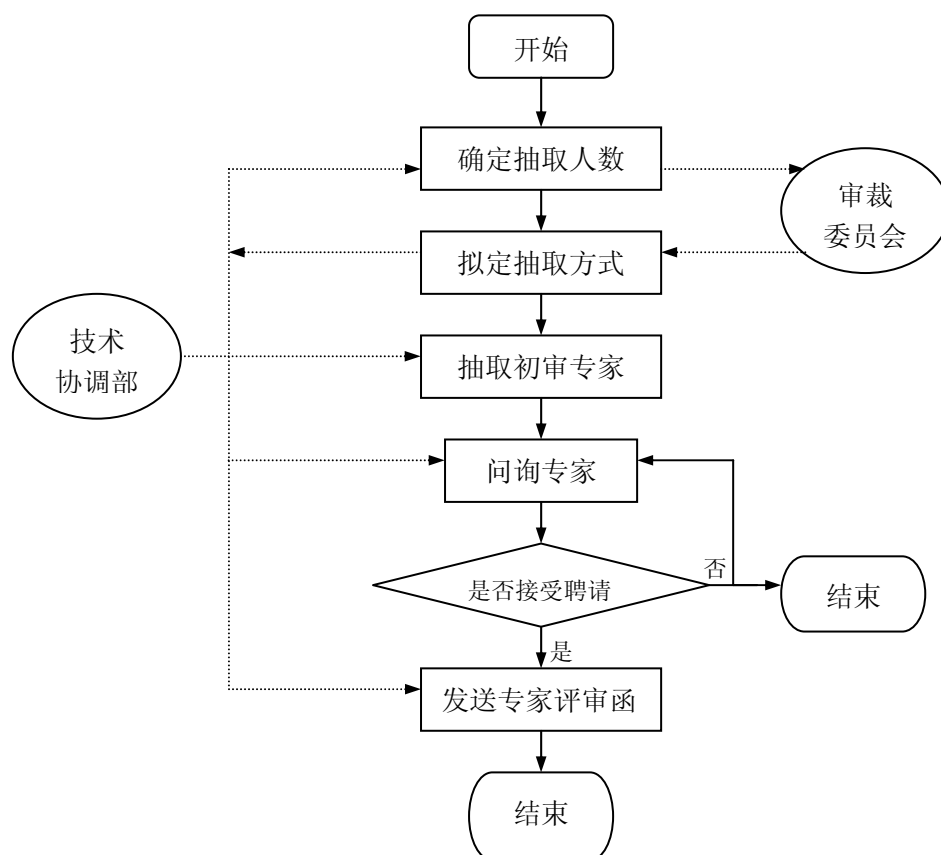 开始
确定抽取人数
审裁
委员会
拟定抽取方式
技术
协调部
抽取初审专家
问询专家
否
是否接受聘请
结束
是
发送专家评审函
结束